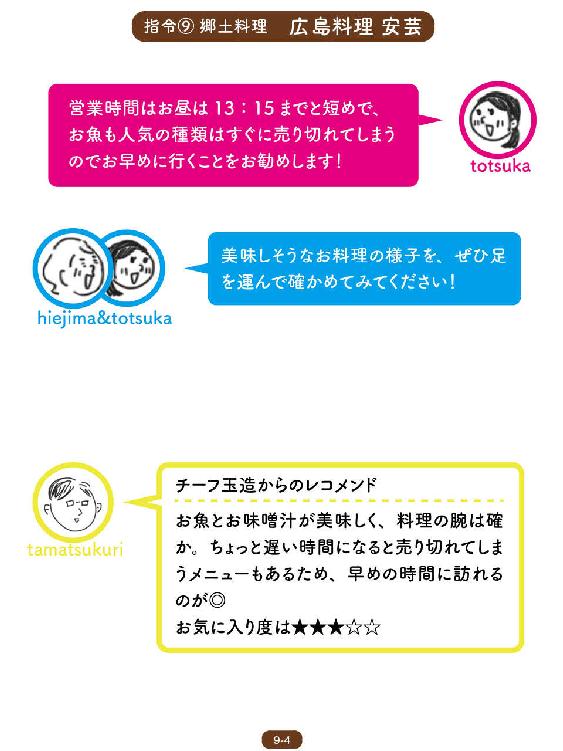 指令⑨ 郷土料理 広島料理 安芸
営業時間はお昼は 13：15 までと短めで、
お魚も人気の種類はすぐに売り切れてしまう
のでお早めに行くことをお勧めします！
totsuka
美味しそうなお料理の様子を、ぜひ足
を運んで確かめてみてください！
hiejima&totsuka
チーフ玉造からのレコメンド
お魚とお味噌汁が美味しく、料理の腕は確
か。ちょっと遅い時間になると売り切れてしま
うメニューもあるため、早めの時間に訪れる
のが◎
お気に入り度は★★★☆☆
tamatsukuri
9-4